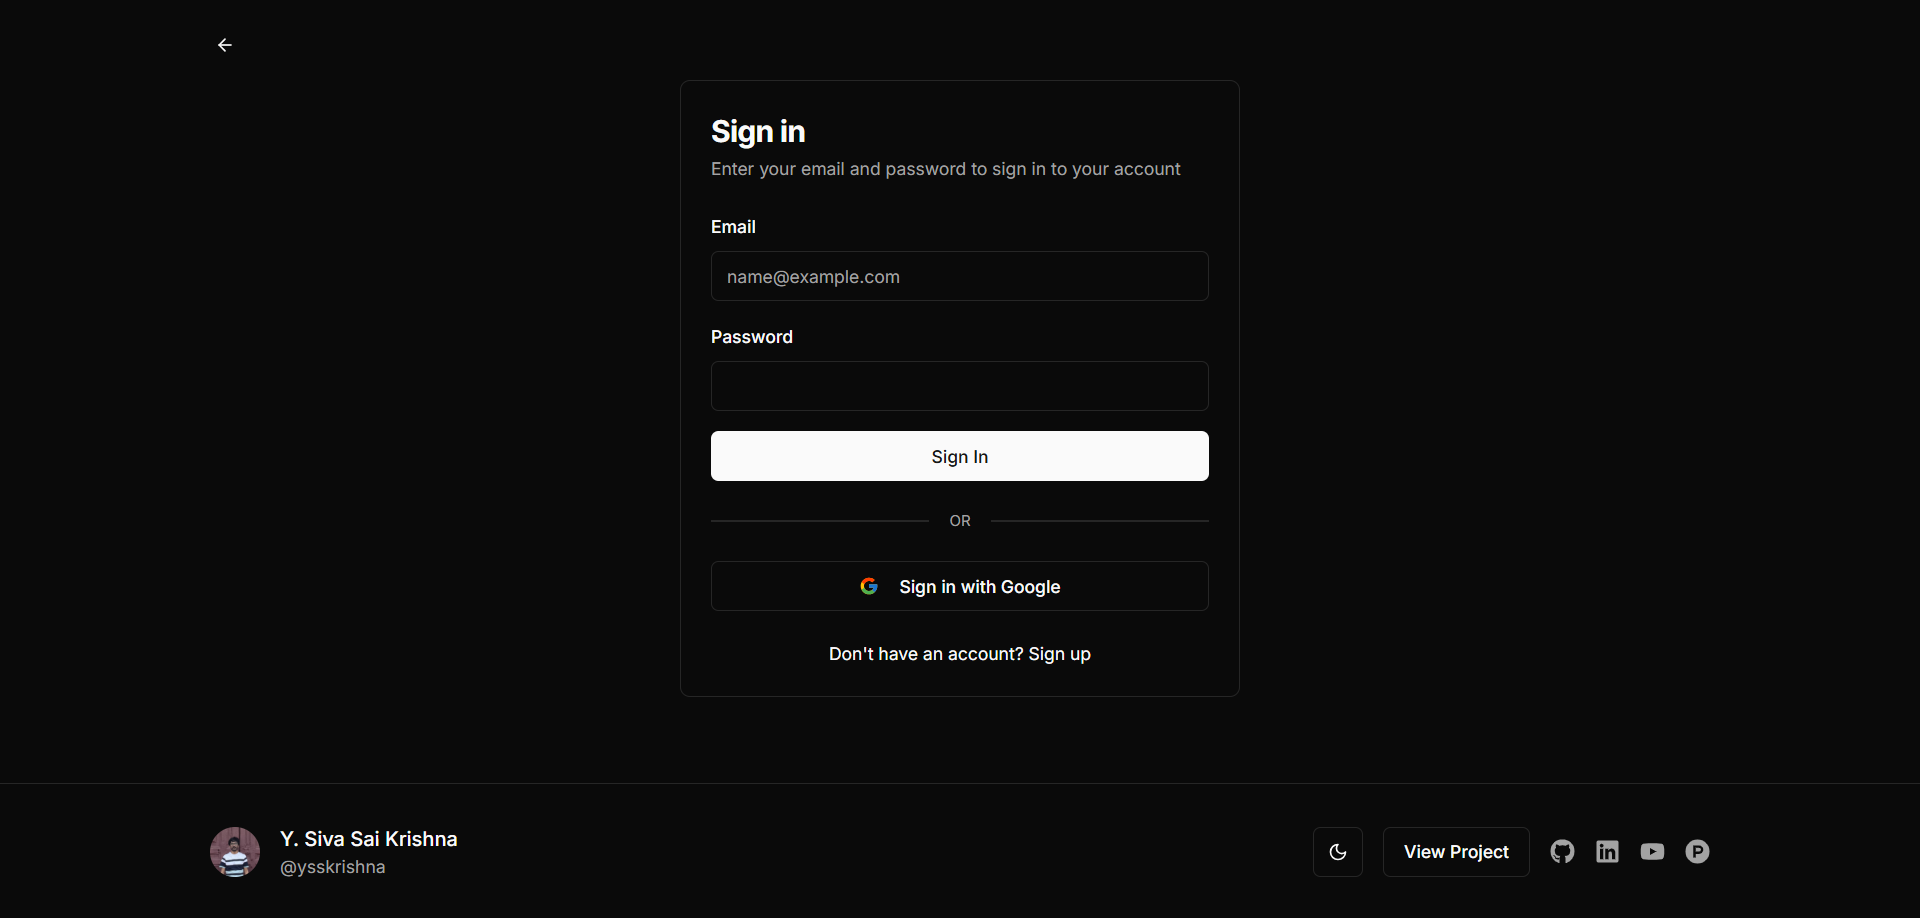 Sign in
Enter your email and password to sign in to your account
Email
name@example.com
Password
Sign In
OR
Sign in with Google
Don't have an account? Sign up
Y. Siva Sai Krishna
@ysskrishna
View Project